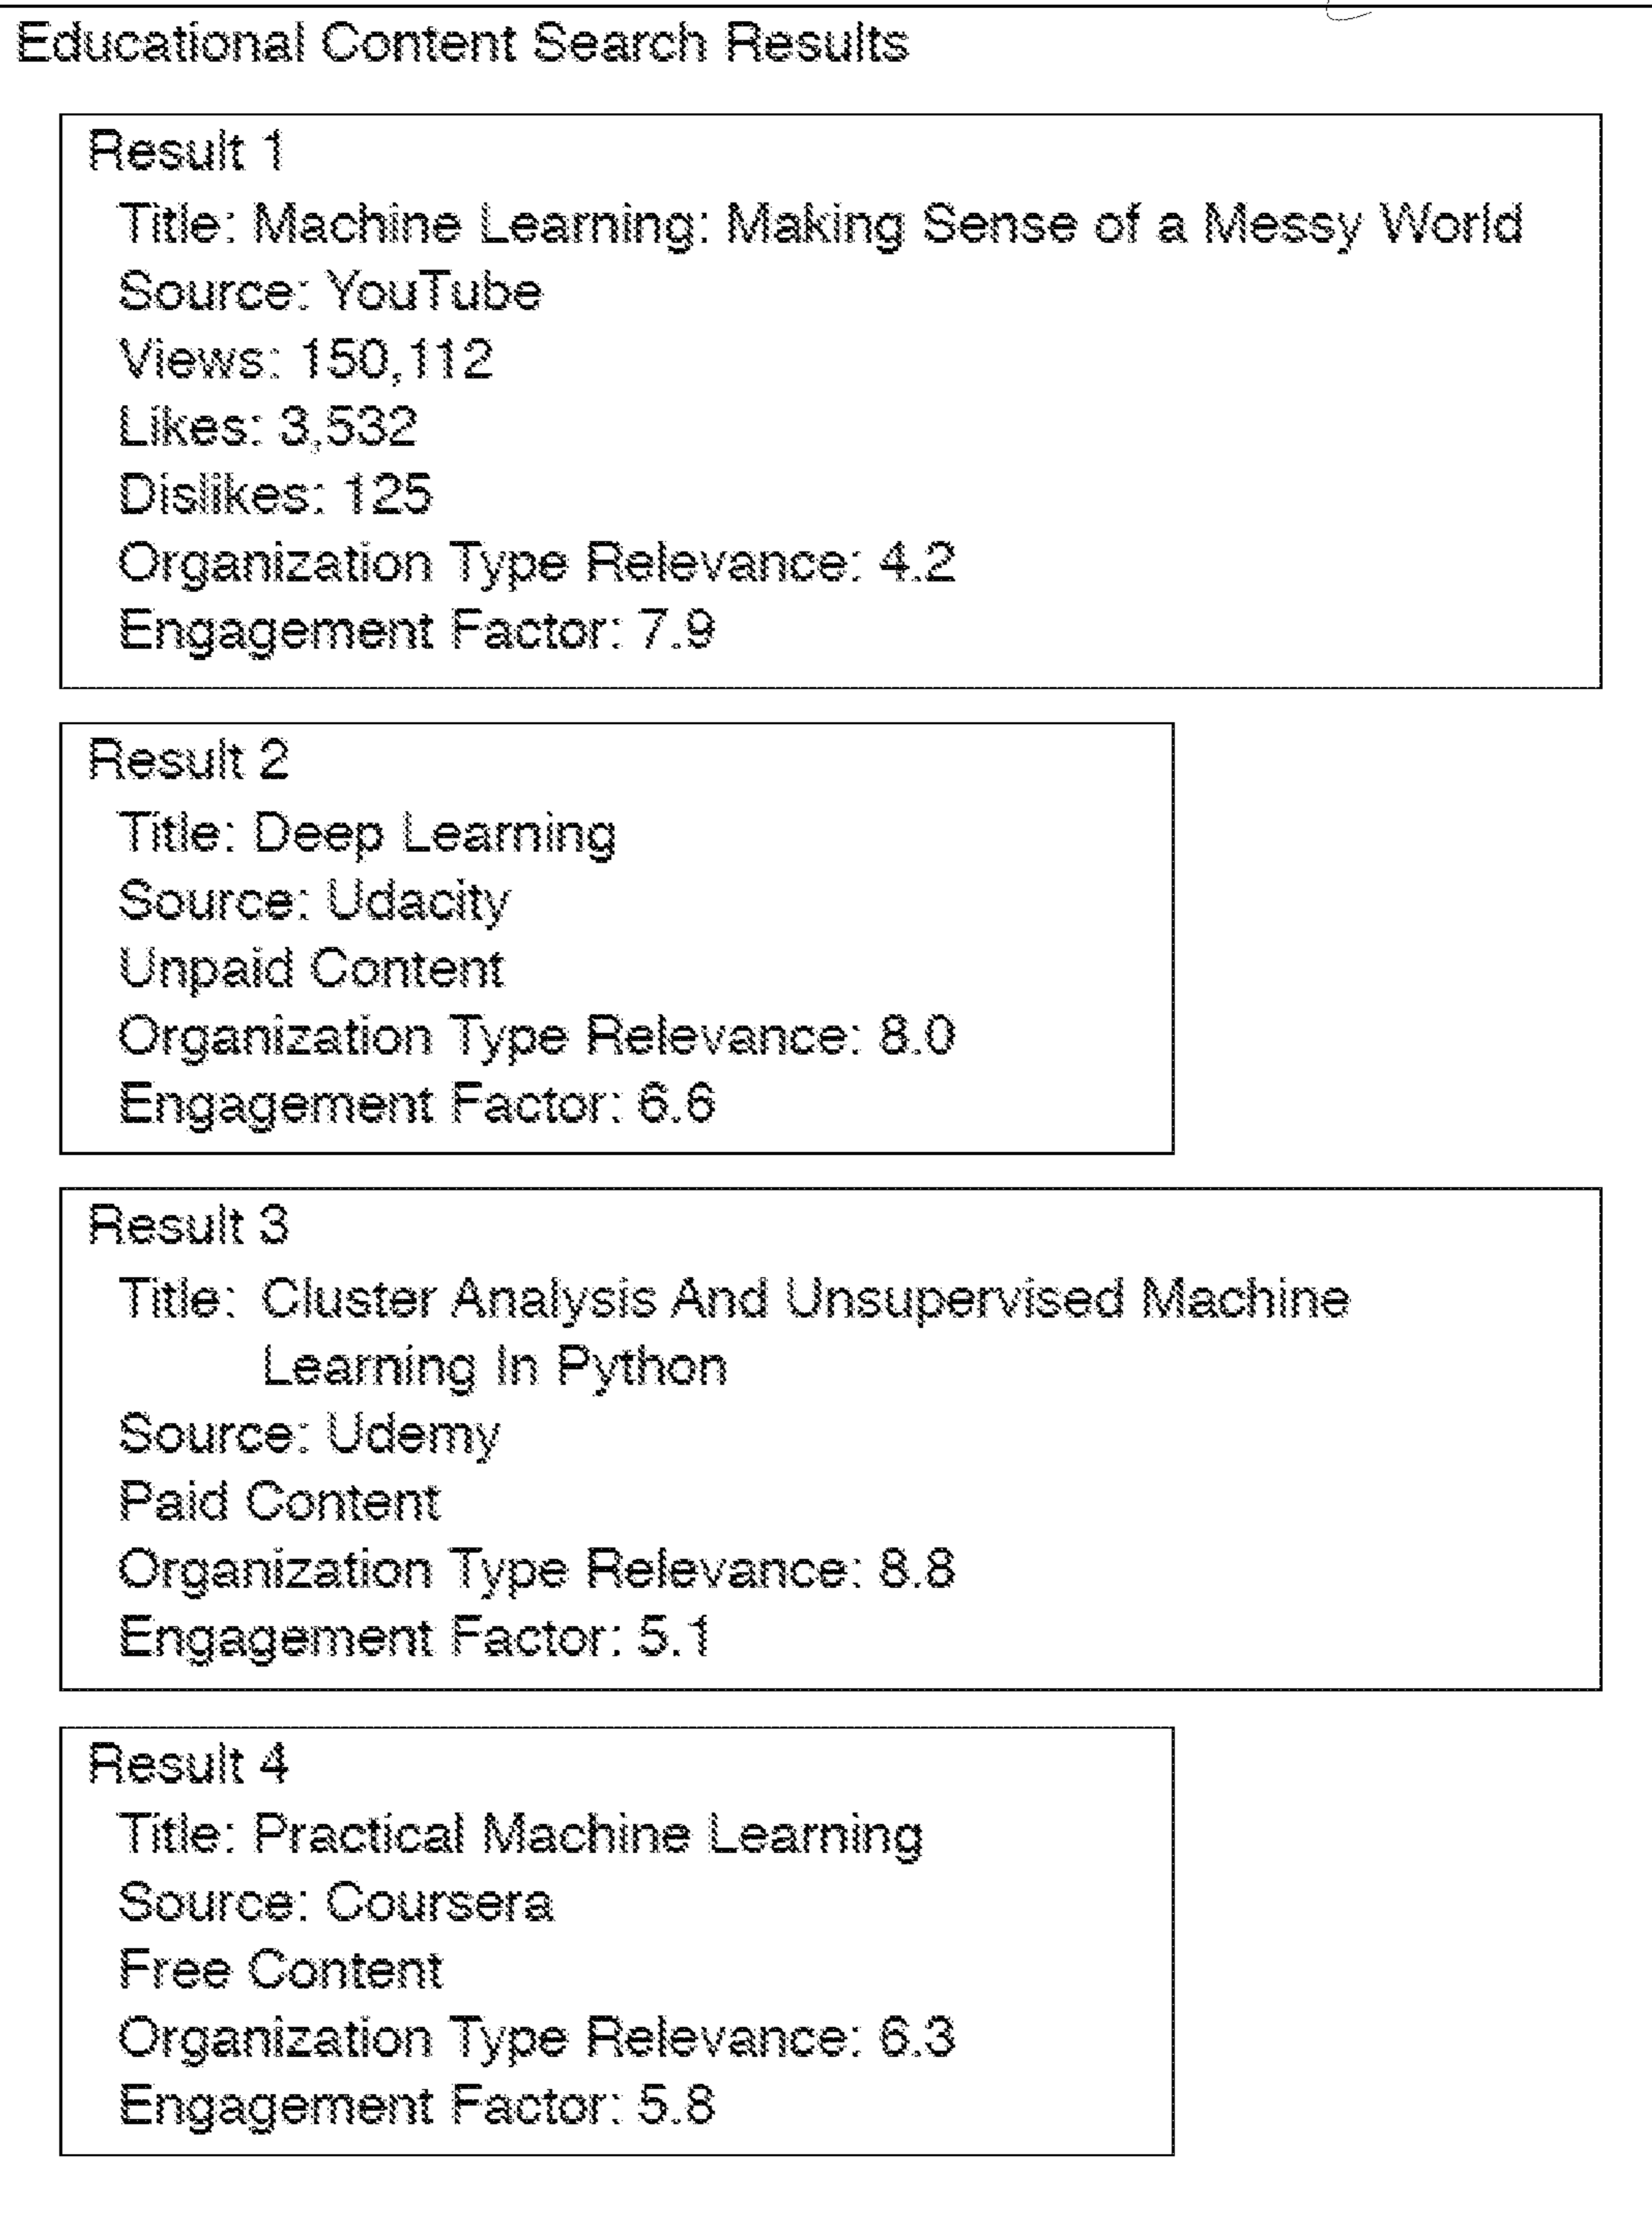 Educational Content Search Results
Result 1
Title: Machine Learning: Making Sense of a Messy World
Source: YouTube
Views: 150,112
Likes: 3,532
Dislikes: 125
Organization Type Relevance: 4.2
Engagement Factor: 7.9
Result 2
Title: Deep Learning
Source: Udacity
Unpaid Content
Organization Type Relevance: 8.0
Engagement Factor: 6.6
Result 3
Title: Cluster Analysis And Unsupervised Machine
Learning In Python
Source: Udemy
Paid Content
Organization Type Relevance: 8.8
Engagement Factor: 5.1
Result 4
Title: Practical Machine Learning
Source: Coursera
Free Content
Organization Type Relevance: 6.3
Engagement Factor: 5.8